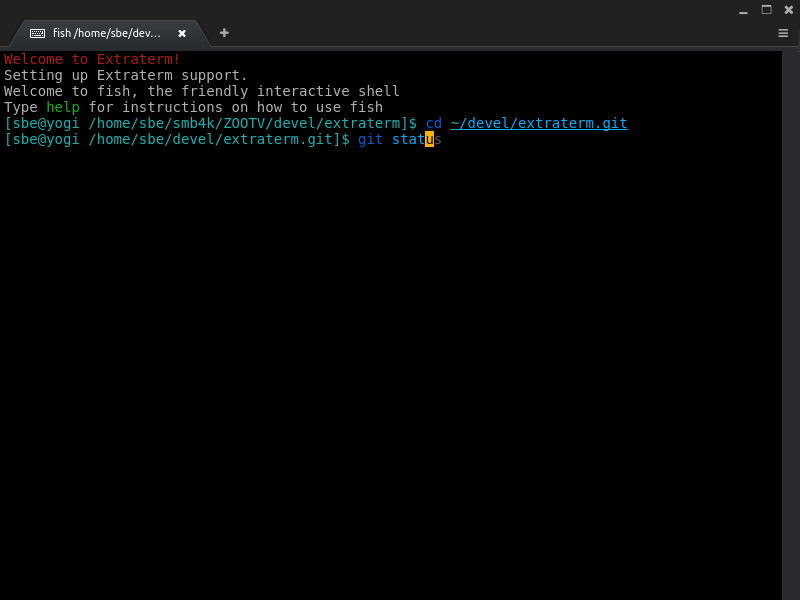 fish /home/sbe/dev...
Welcome to Extraterm!
Setting up Extraterm support.
Welcome to fish, the friendly interactive shell
Type help for instructions on how to use fish
[sbe@yogi /home/sbe/smb4k/ZOOTV/devel/extraterm]$ cd ~/devel/extraterm.git
[sbe@yogi /home/sbe/devel/extraterm.git]$ git status